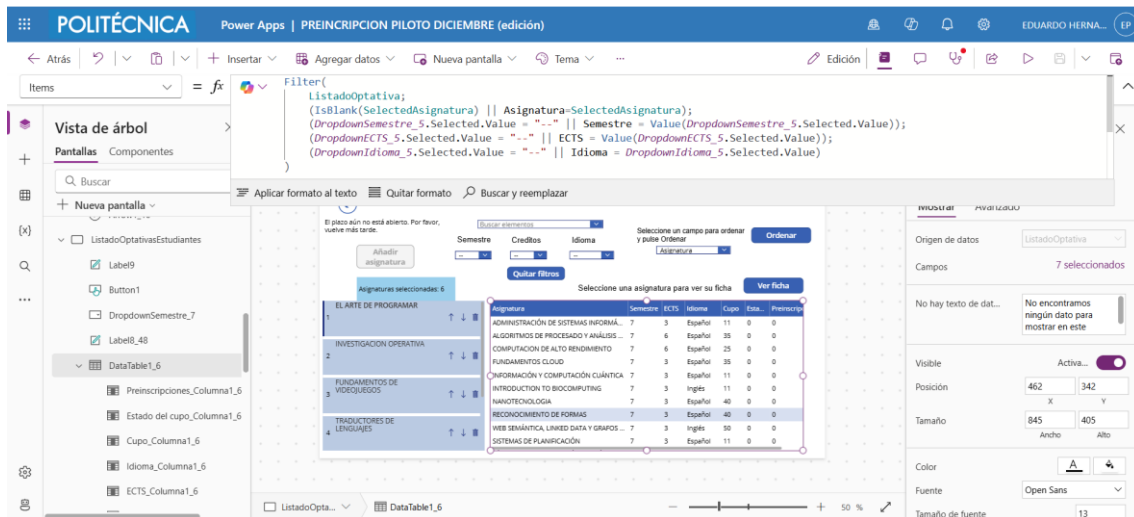 POLITÉCNICA Power Apps | PREINCRIPCION PILOTO DICIEMBRE (edición) EDUARDO HERNA... EP
Atrás Insertar Agregar datos Nueva pantalla Tema ... Edición
Items = fx
Filter(
ListadoOptativa;
(IsBlank(SelectedAsignatura) || Asignatura=SelectedAsignatura);
(DropdownSemestre_5.Selected.Value = "--" || Semestre = Value(DropdownSemestre_5.Selected.Value));
(DropdownECTS_5.Selected.Value = "--" || ECTS = Value(DropdownECTS_5.Selected.Value));
(DropdownIdioma_5.Selected.Value = "--" || Idioma = DropdownIdioma_5.Selected.Value)
)
Aplicar formato al texto Quitar formato Buscar y reemplazar
Vista de árbol
Pantallas Componentes
Buscar
Nueva pantalla
ListadoOptativasEstudiantes
Label9
Button1
DropdownSemestre_7
Label8_48
DataTable1_6
Preinscripciones_Columna1_6
Estado del cupo_Columna1_6
Cupo_Columna1_6
Idioma_Columna1_6
ECTS_Columna1_6
El plazo aún no está abierto. Por favor,
vuelve más tarde.
Buscar elementos
Añadir
asignatura
Semestre Creditos Idioma
-- -- --
Quitar filtros
Seleccione un campo para ordenar
y pulse Ordenar
Asignatura
Ordenar
Asignaturas seleccionadas: 6
Seleccione una asignatura para ver su ficha
Ver ficha
EL ARTE DE PROGRAMAR
1
INVESTIGACION OPERATIVA
2
FUNDAMENTOS DE
VIDEOJUEGOS
3
TRADUCTORES DE
LENGUAJES
4
Asignatura Semestre ECTS Idioma Cupo Esta... Preinscrip
ADMINISTRACIÓN DE SISTEMAS INFORMÁ... 7 3 Español 11 0 0
ALGORITMOS DE PROCESADO Y ANÁLISIS ... 7 6 Español 35 0 0
COMPUTACION DE ALTO RENDIMIENTO 7 6 Español 25 0 0
FUNDAMENTOS CLOUD 7 3 Español 35 0 0
INFORMACIÓN Y COMPUTACIÓN CUÁNTICA 7 3 Español 11 0 0
INTRODUCTION TO BIOCOMPUTING 7 3 Inglés 11 0 0
NANOTECNOLOGIA 7 3 Español 40 0 0
RECONOCIMIENTO DE FORMAS 7 3 Español 40 0 0
WEB SEMÁNTICA, LINKED DATA Y GRAFOS ... 7 3 Inglés 50 0 0
SISTEMAS DE PLANIFICACIÓN 7 3 Español 11 0 0
Mostrar Avanzado
Origen de datos ListadoOptativa
Campos 7 seleccionados
No hay texto de dat... No encontramos
ningún dato para
mostrar en este
Visible Activa...
Posición 462 342
X Y
Tamaño 845 405
Ancho Alto
Color A
Fuente Open Sans
Tamaño de fuente 13
ListadoOpta... DataTable1_6 50 %